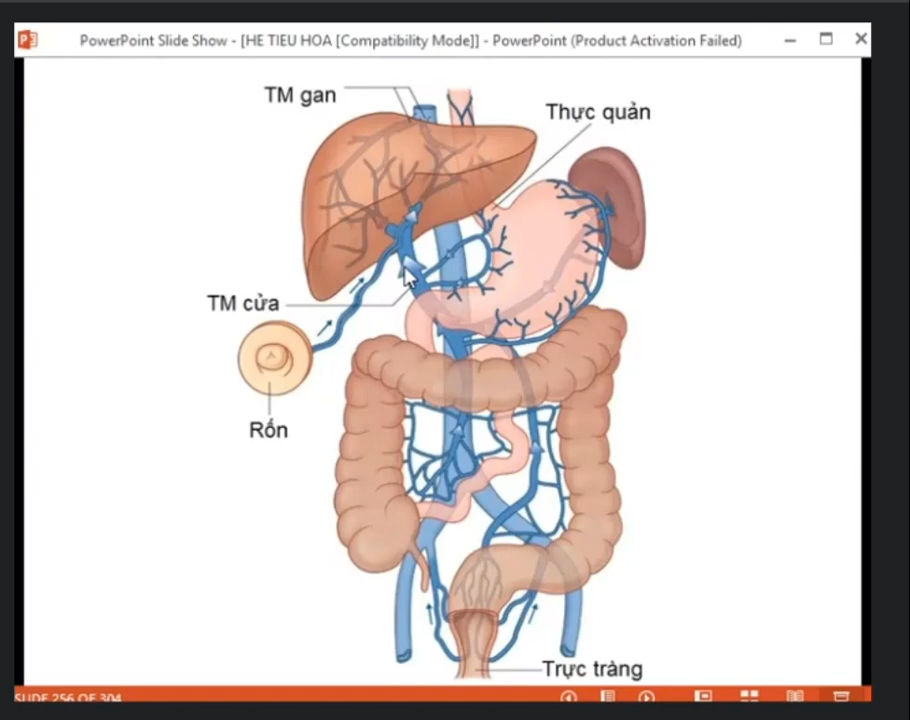 PowerPoint Slide Show - [HE TIEU HOA [Compatibility Mode]] - PowerPoint (Product Activation Failed)
TM gan
Thực quản
TM cửa
Rốn
Trực tràng
SLIDE 256 OF 304